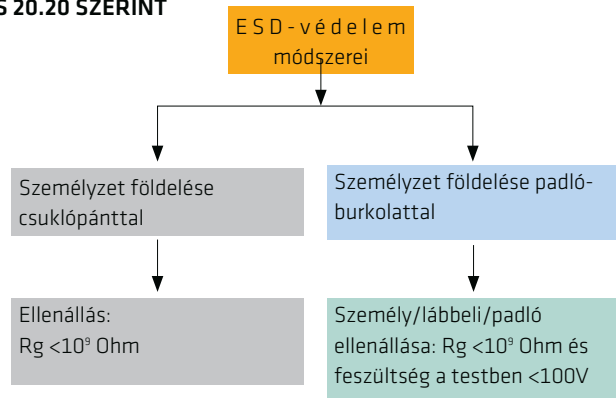 S 20.20 SZERINT
ESD-védelem
módszerei
Személyzet földelése
csuklópánttal
Személyzet földelése padló-
burkolattal
Ellenállás:
Rg <10⁹ Ohm
Személy/lábbeli/padló
ellenállása: Rg <10⁹ Ohm és
feszültség a testben <100V